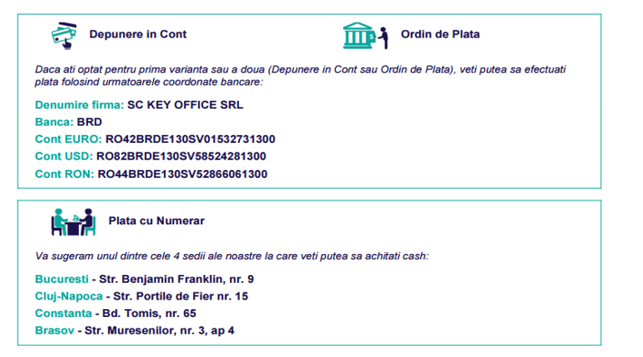 Depunere in Cont
Ordin de Plata
Daca ati optat pentru prima varianta sau a doua (Depunere in Cont sau Ordin de Plata), veti putea sa efectuati
plata folosind urmatoarele coordonate bancare:
Denumire firma: SC KEY OFFICE SRL
Banca: BRD
Cont EURO: RO42BRDE130SV01532731300
Cont USD: RO82BRDE130SV58524281300
Cont RON: RO44BRDE130SV52866061300
Plata cu Numerar
Va sugeram unul dintre cele 4 sedii ale noastre la care veti putea sa achitati cash:
Bucuresti - Str. Benjamin Franklin, nr. 9
Cluj-Napoca - Str. Portile de Fier nr. 15
Constanta - Bd. Tomis, nr. 65
Brasov - Str. Muresenilor, nr. 3, ap 4